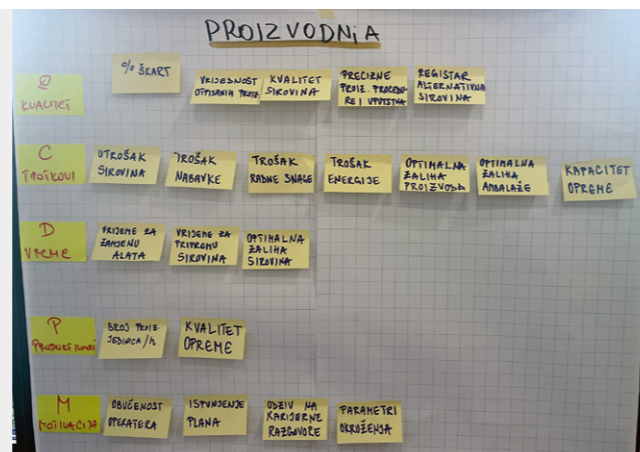 PROIZVODNJA
Q
KVALITET
% ŠKART
VRIJEDNOST
OTPISANIH PROIZ.
KVALITET
SIROVINA
PRECIZNE
PROIZ. PROCEDU-
RE I UPUTSTVA
REGISTAR
ALTERNATIVNIH
SIROVINA
C
TROŠKOVI
UTROŠAK
SIROVINA
TROŠAK
NABAVKE
TROŠAK
RADNE SNAGE
TROŠAK
ENERGIJE
OPTIMALNA
ZALIHA
PROIZVODA
OPTIMALNA
ZALIHA
AMBALAŽE
KAPACITET
OPREME
D
VREME
VRIJEME ZA
ZAMJENU
ALATA
VRIJEME ZA
PRIPREMU
SIROVINA
OPTIMALNA
ZALIHA
SIROVINA
P
BROJ PROIZ
JEDINICA/h
KVALITET
OPREME
M
MOTIVACIJA
OBUČENOST
OPERATERA
ISPUNJENJE
PLANA
ODZIV NA
KARIJERNE
RAZGOVORE
PARAMETRI
OKRUŽENJA